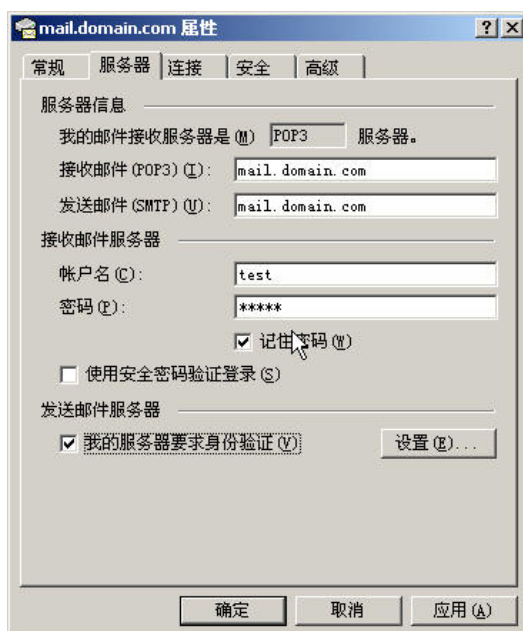 mail.domain.com 属性
常规 服务器 连接 安全 高级
服务器信息
我的邮件接收服务器是(M) POP3 服务器。
接收邮件(POP3)(I): mail.domain.com
发送邮件(SMTP)(U): mail.domain.com
接收邮件服务器
帐户名(C): test
密码(P): *****
记住密码(W)
使用安全密码验证登录(S)
发送邮件服务器
我的服务器要求身份验证(V) 设置(E)...
确定 取消 应用(A)